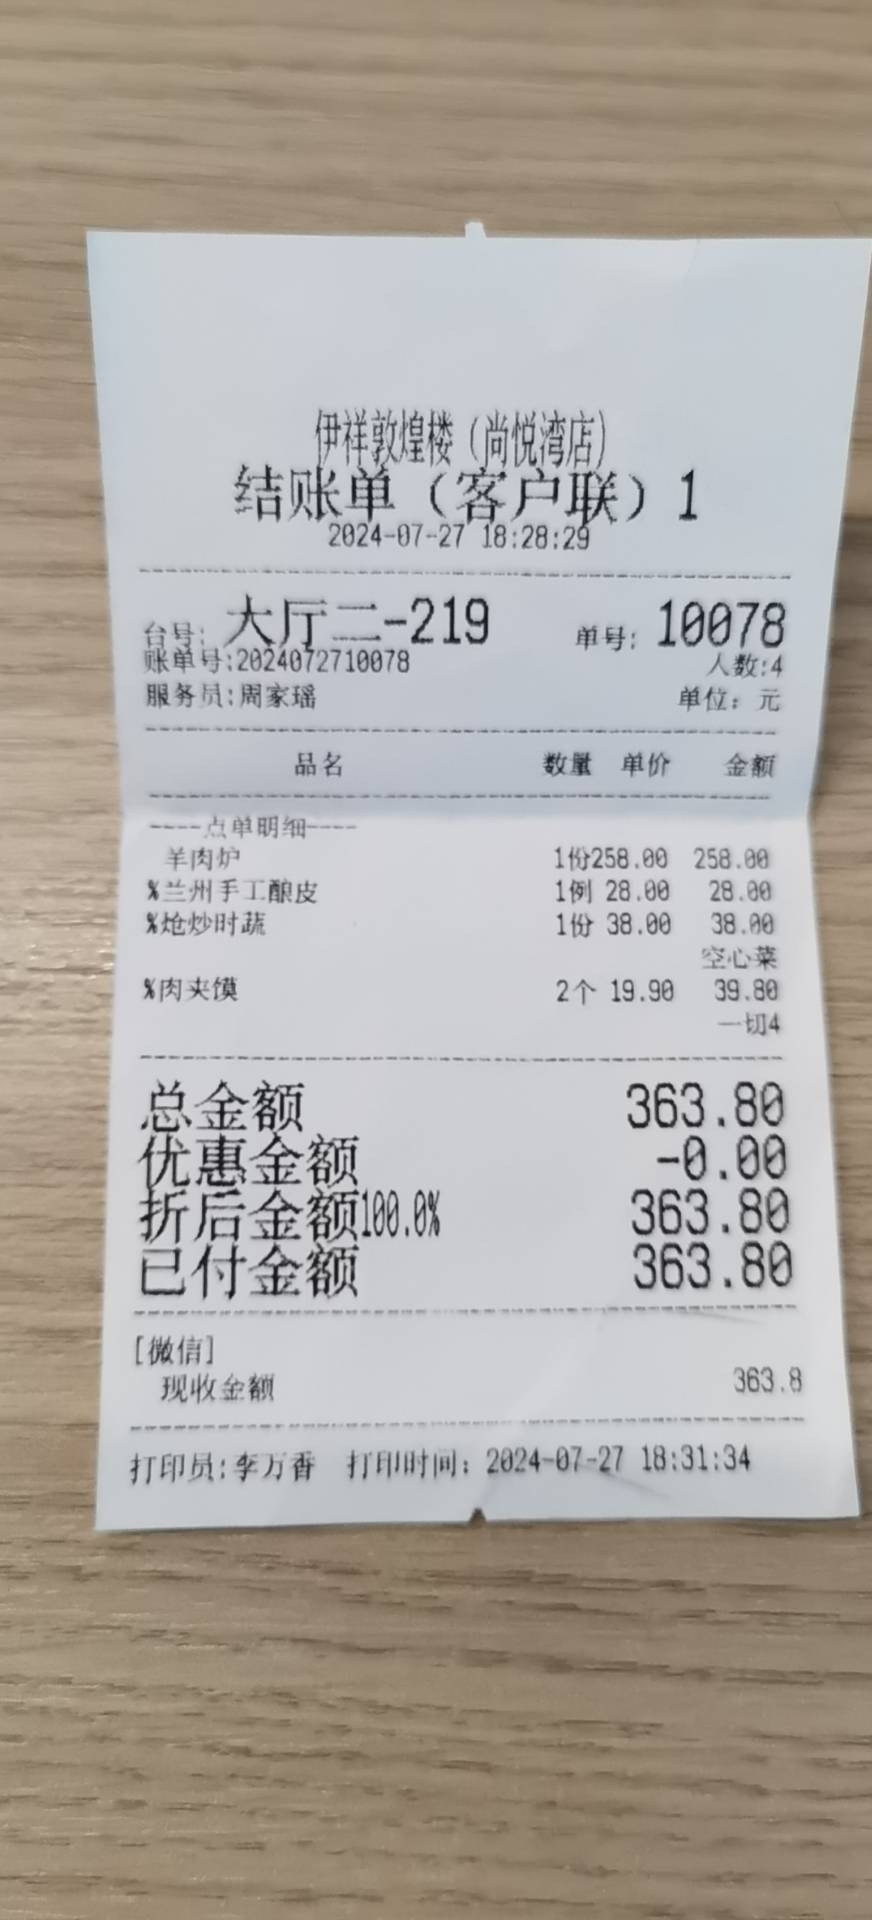 伊祥敦煌楼（尚悦湾店）
结账单（客户联）1
2024-07-27 18:28:29
台号: 大厅二-219 单号: 10078
账单号:2024072710078 人数:4
服务员:周家瑶 单位: 元
品名 数量 单价 金额
----点单明细----
羊肉炉 1份258.00 258.00
%兰州手工酿皮 1例 28.00 28.00
%炝炒时蔬 1份 38.00 38.00
空心菜
%肉夹馍 2个 19.90 39.80
一切4
总金额 363.80
优惠金额 -0.00
折后金额100.0% 363.80
已付金额 363.80
[微信]
现收金额 363.8
打印员:李万香 打印时间: 2024-07-27 18:31:34